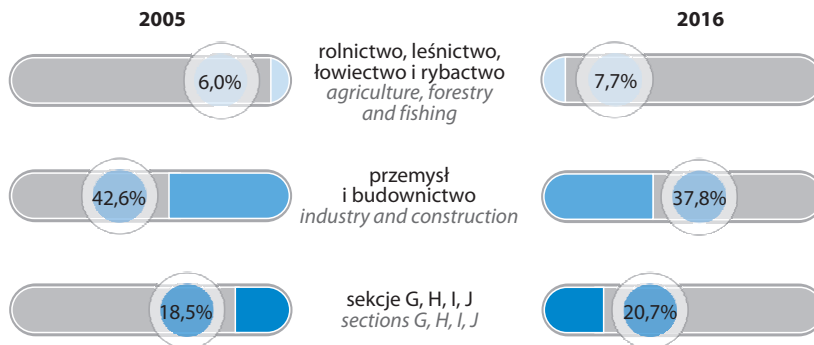 2005
2016
6,0%
rolnictwo, leśnictwo,
łowiectwo i rybactwo
agriculture, forestry
and fishing
7,7%
42,6%
przemysł
i budownictwo
industry and construction
37,8%
18,5%
sekcje G, H, I, J
sections G, H, I, J
20,7%